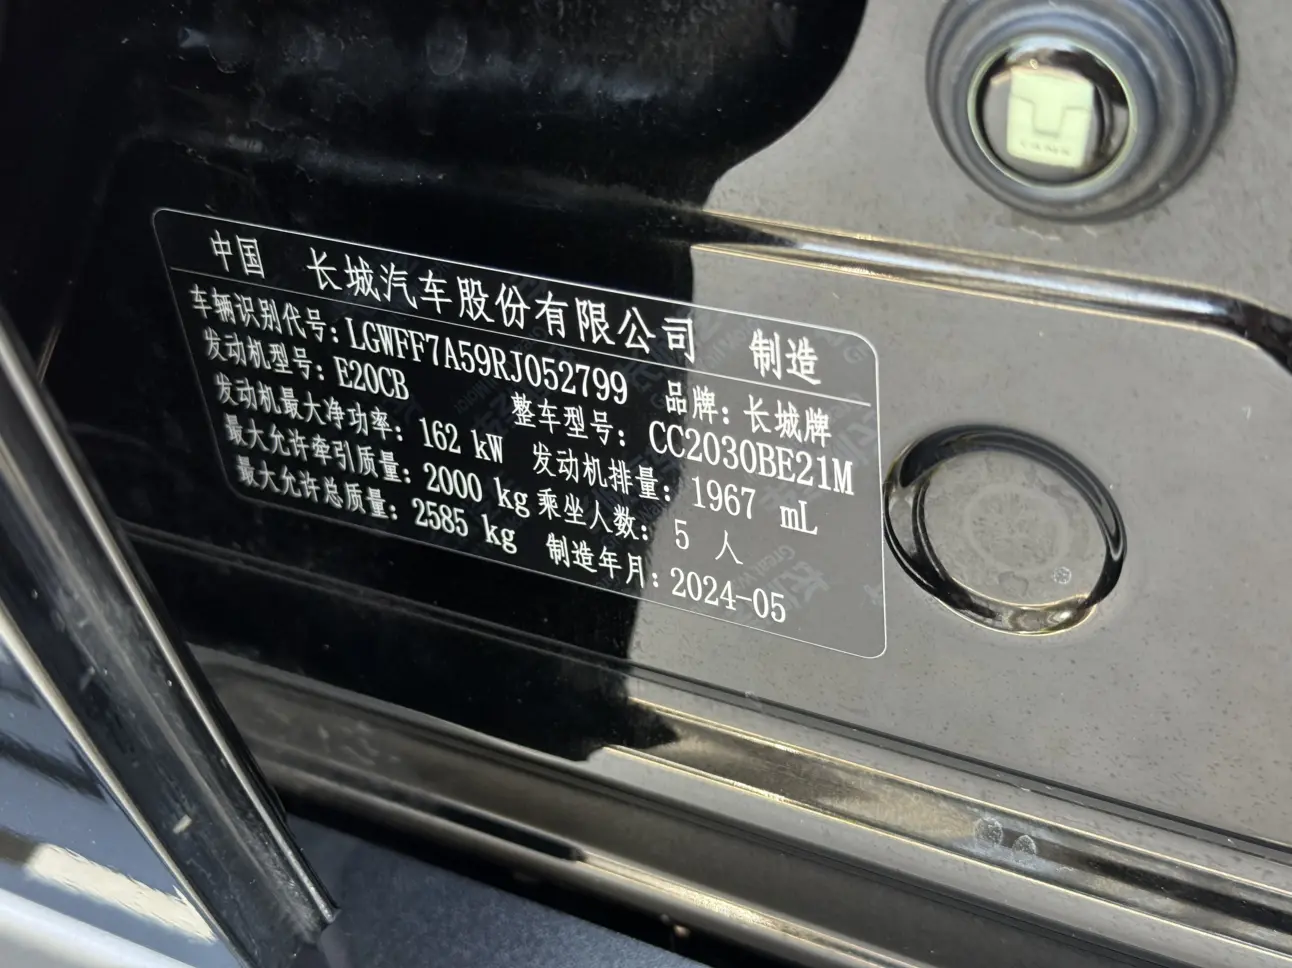 中国 长城汽车股份有限公司 制造
车辆识别代号: LGWFF7A59RJ052799 品牌: 长城牌
发动机型号: E20CB 整车型号: CC2030BE21M
发动机最大净功率: 162 kW 发动机排量: 1967 mL
最大允许牵引质量: 2000 kg 乘坐人数: 5 人
最大允许总质量: 2585 kg 制造年月: 2024-05